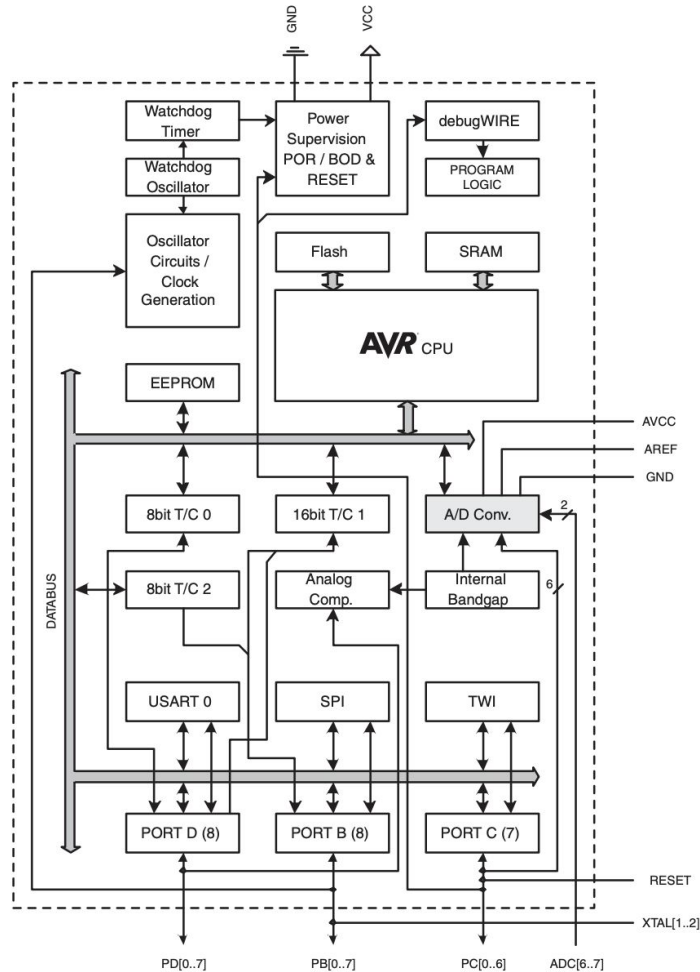 GND
VCC
Watchdog
Timer
Power
Supervision
POR / BOD &
RESET
debugWIRE
Watchdog
Oscillator
PROGRAM
LOGIC
Oscillator
Circuits /
Clock
Generation
Flash
SRAM
AVR CPU
EEPROM
AVCC
AREF
GND
8bit T/C 0
16bit T/C 1
A/D Conv.
2
DATABUS
8bit T/C 2
Analog
Comp.
Internal
Bandgap
6
USART 0
SPI
TWI
PORT D (8)
PORT B (8)
PORT C (7)
RESET
XTAL[1..2]
PD[0..7]
PB[0..7]
PC[0..6]
ADC[6..7]